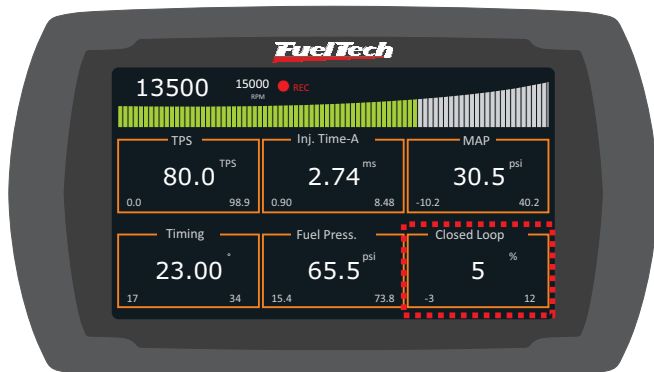 FuelTech
13500 15000 REC
RPM
TPS Inj. Time-A MAP
80.0 TPS 2.74 ms 30.5 psi
0.0 98.9 0.90 8.48 -10.2 40.2
Timing Fuel Press. Closed Loop
23.00 ° 65.5 psi 5 %
17 34 15.4 73.8 -3 12